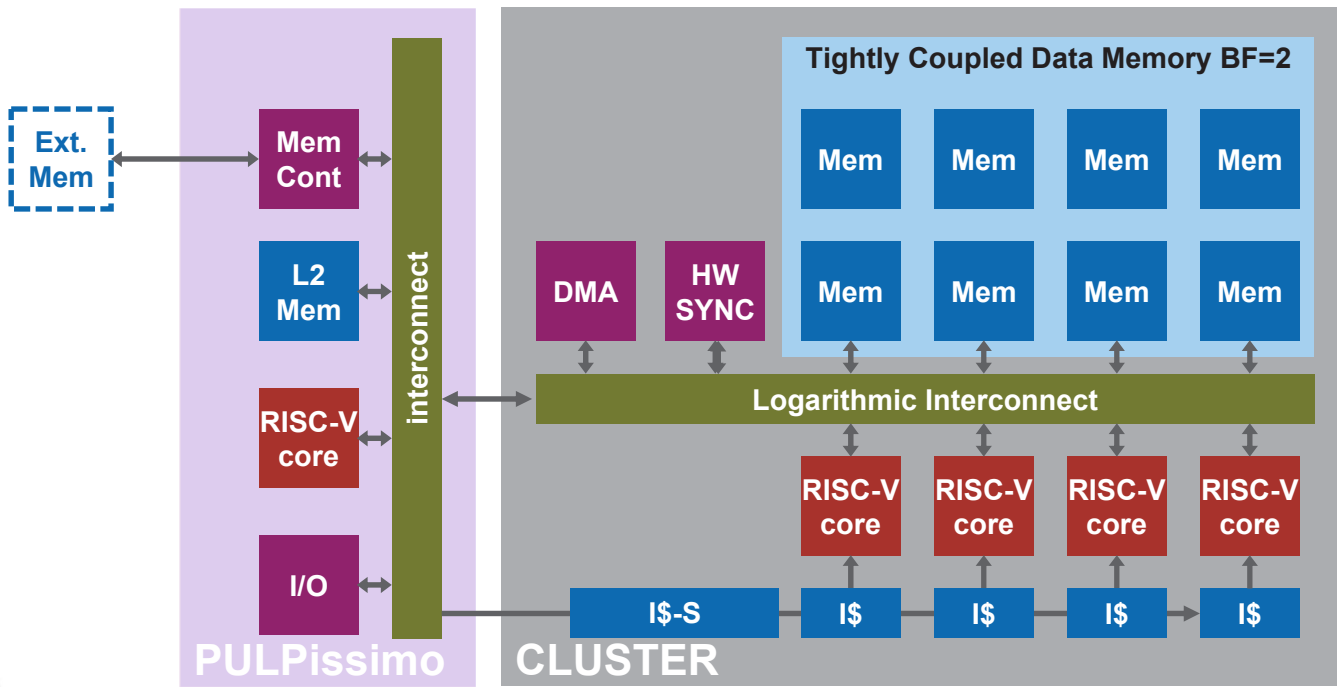 Ext.
Mem
Mem
Cont
L2
Mem
RISC-V
core
I/O
interconnect
PULPissimo
Tightly Coupled Data Memory BF=2
Mem
Mem
Mem
Mem
DMA
HW
SYNC
Mem
Mem
Mem
Mem
Logarithmic Interconnect
RISC-V
core
RISC-V
core
RISC-V
core
RISC-V
core
I$-S
I$
I$
I$
I$
CLUSTER